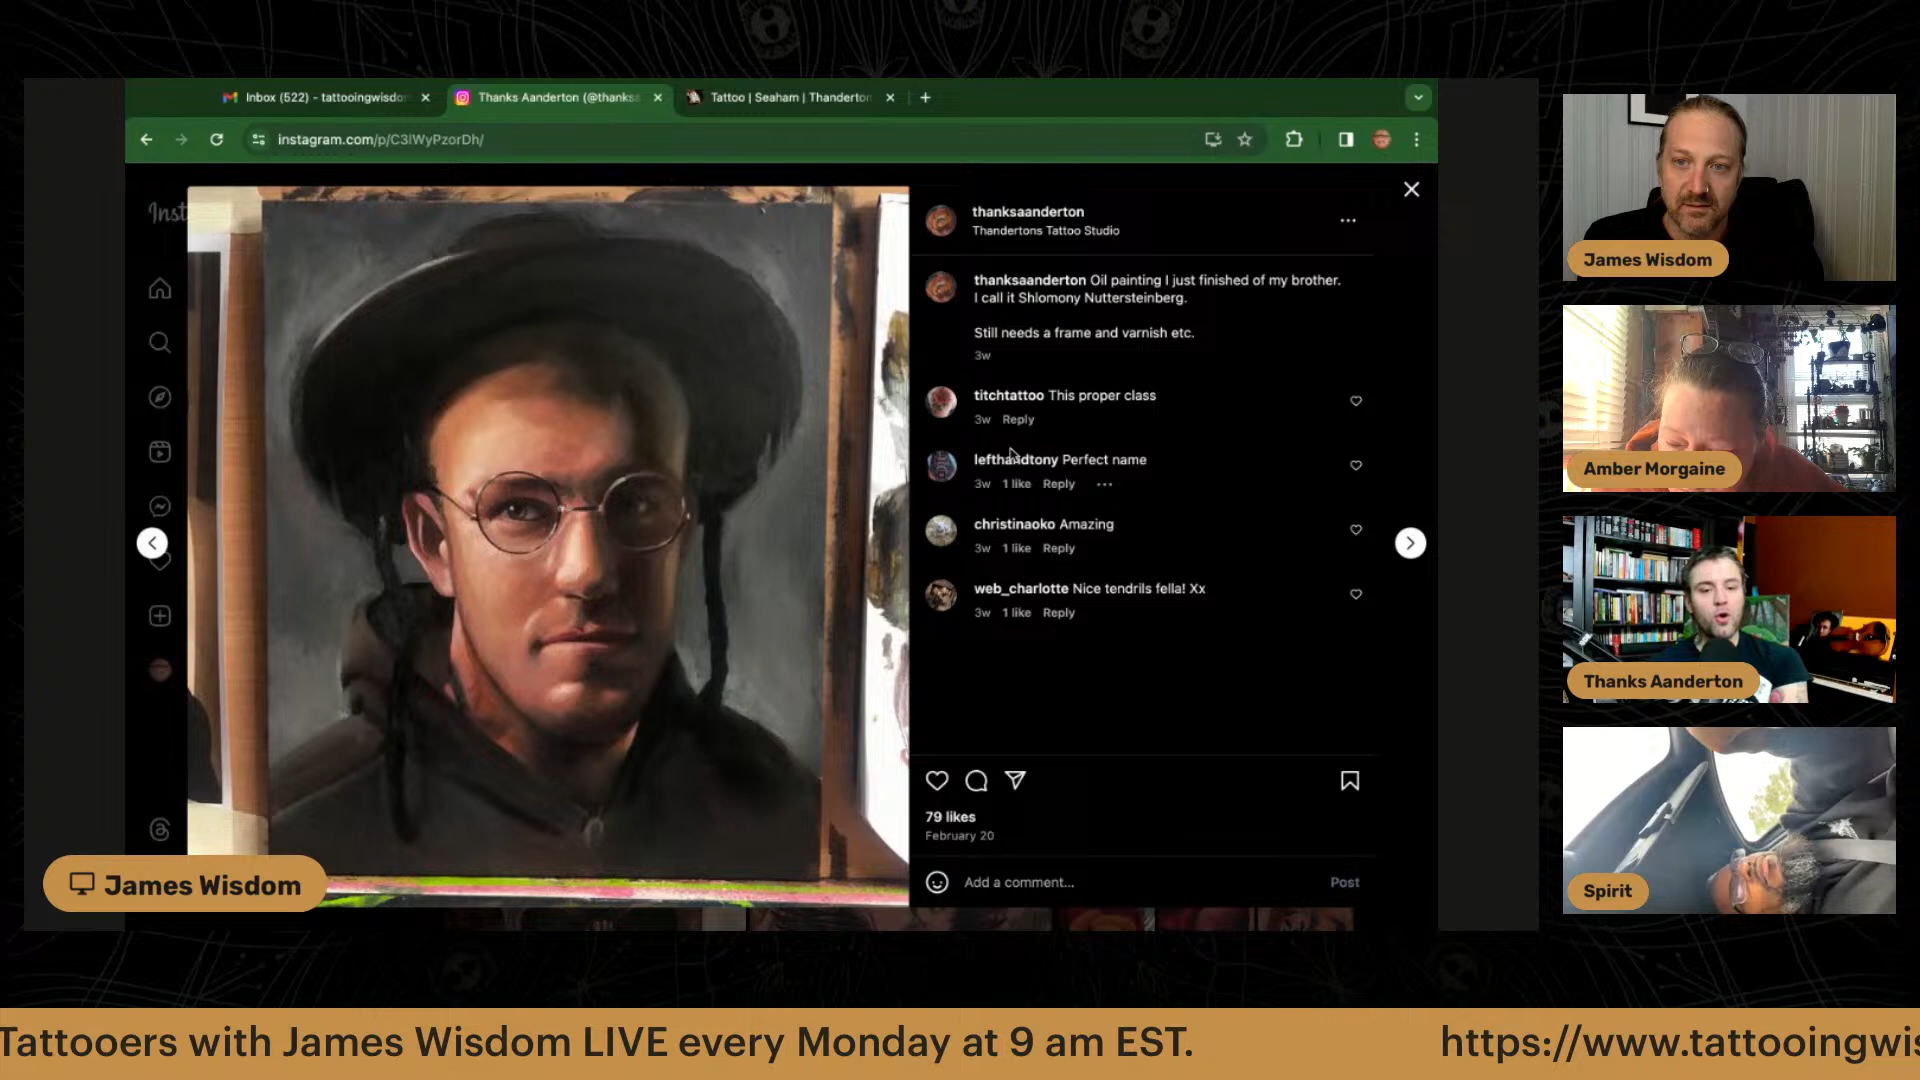 Inbox (522) - tattooingwisdo
Thanks Aanderton (@thanks
Tattoo | Seaham | Thanderton
instagram.com/p/C3lWyPzorDh/
Inst
thanksaanderton
Thandertons Tattoo Studio
thanksaanderton Oil painting I just finished of my brother.
I call it Shlomony Nuttersteinberg.
Still needs a frame and varnish etc.
3w
titchtattoo This proper class
3w Reply
lefthandtony Perfect name
3w 1 like Reply
christinaoko Amazing
3w 1 like Reply
web_charlotte Nice tendrils fella! Xx
3w 1 like Reply
79 likes
February 20
Add a comment...
Post
James Wisdom
James Wisdom
Amber Morgaine
Thanks Aanderton
Spirit
Tattooers with James Wisdom LIVE every Monday at 9 am EST.
https://www.tattooingwis